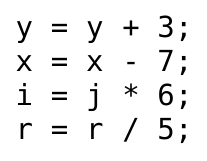 y = y + 3;
x = x - 7;
i = j * 6;
r = r / 5;